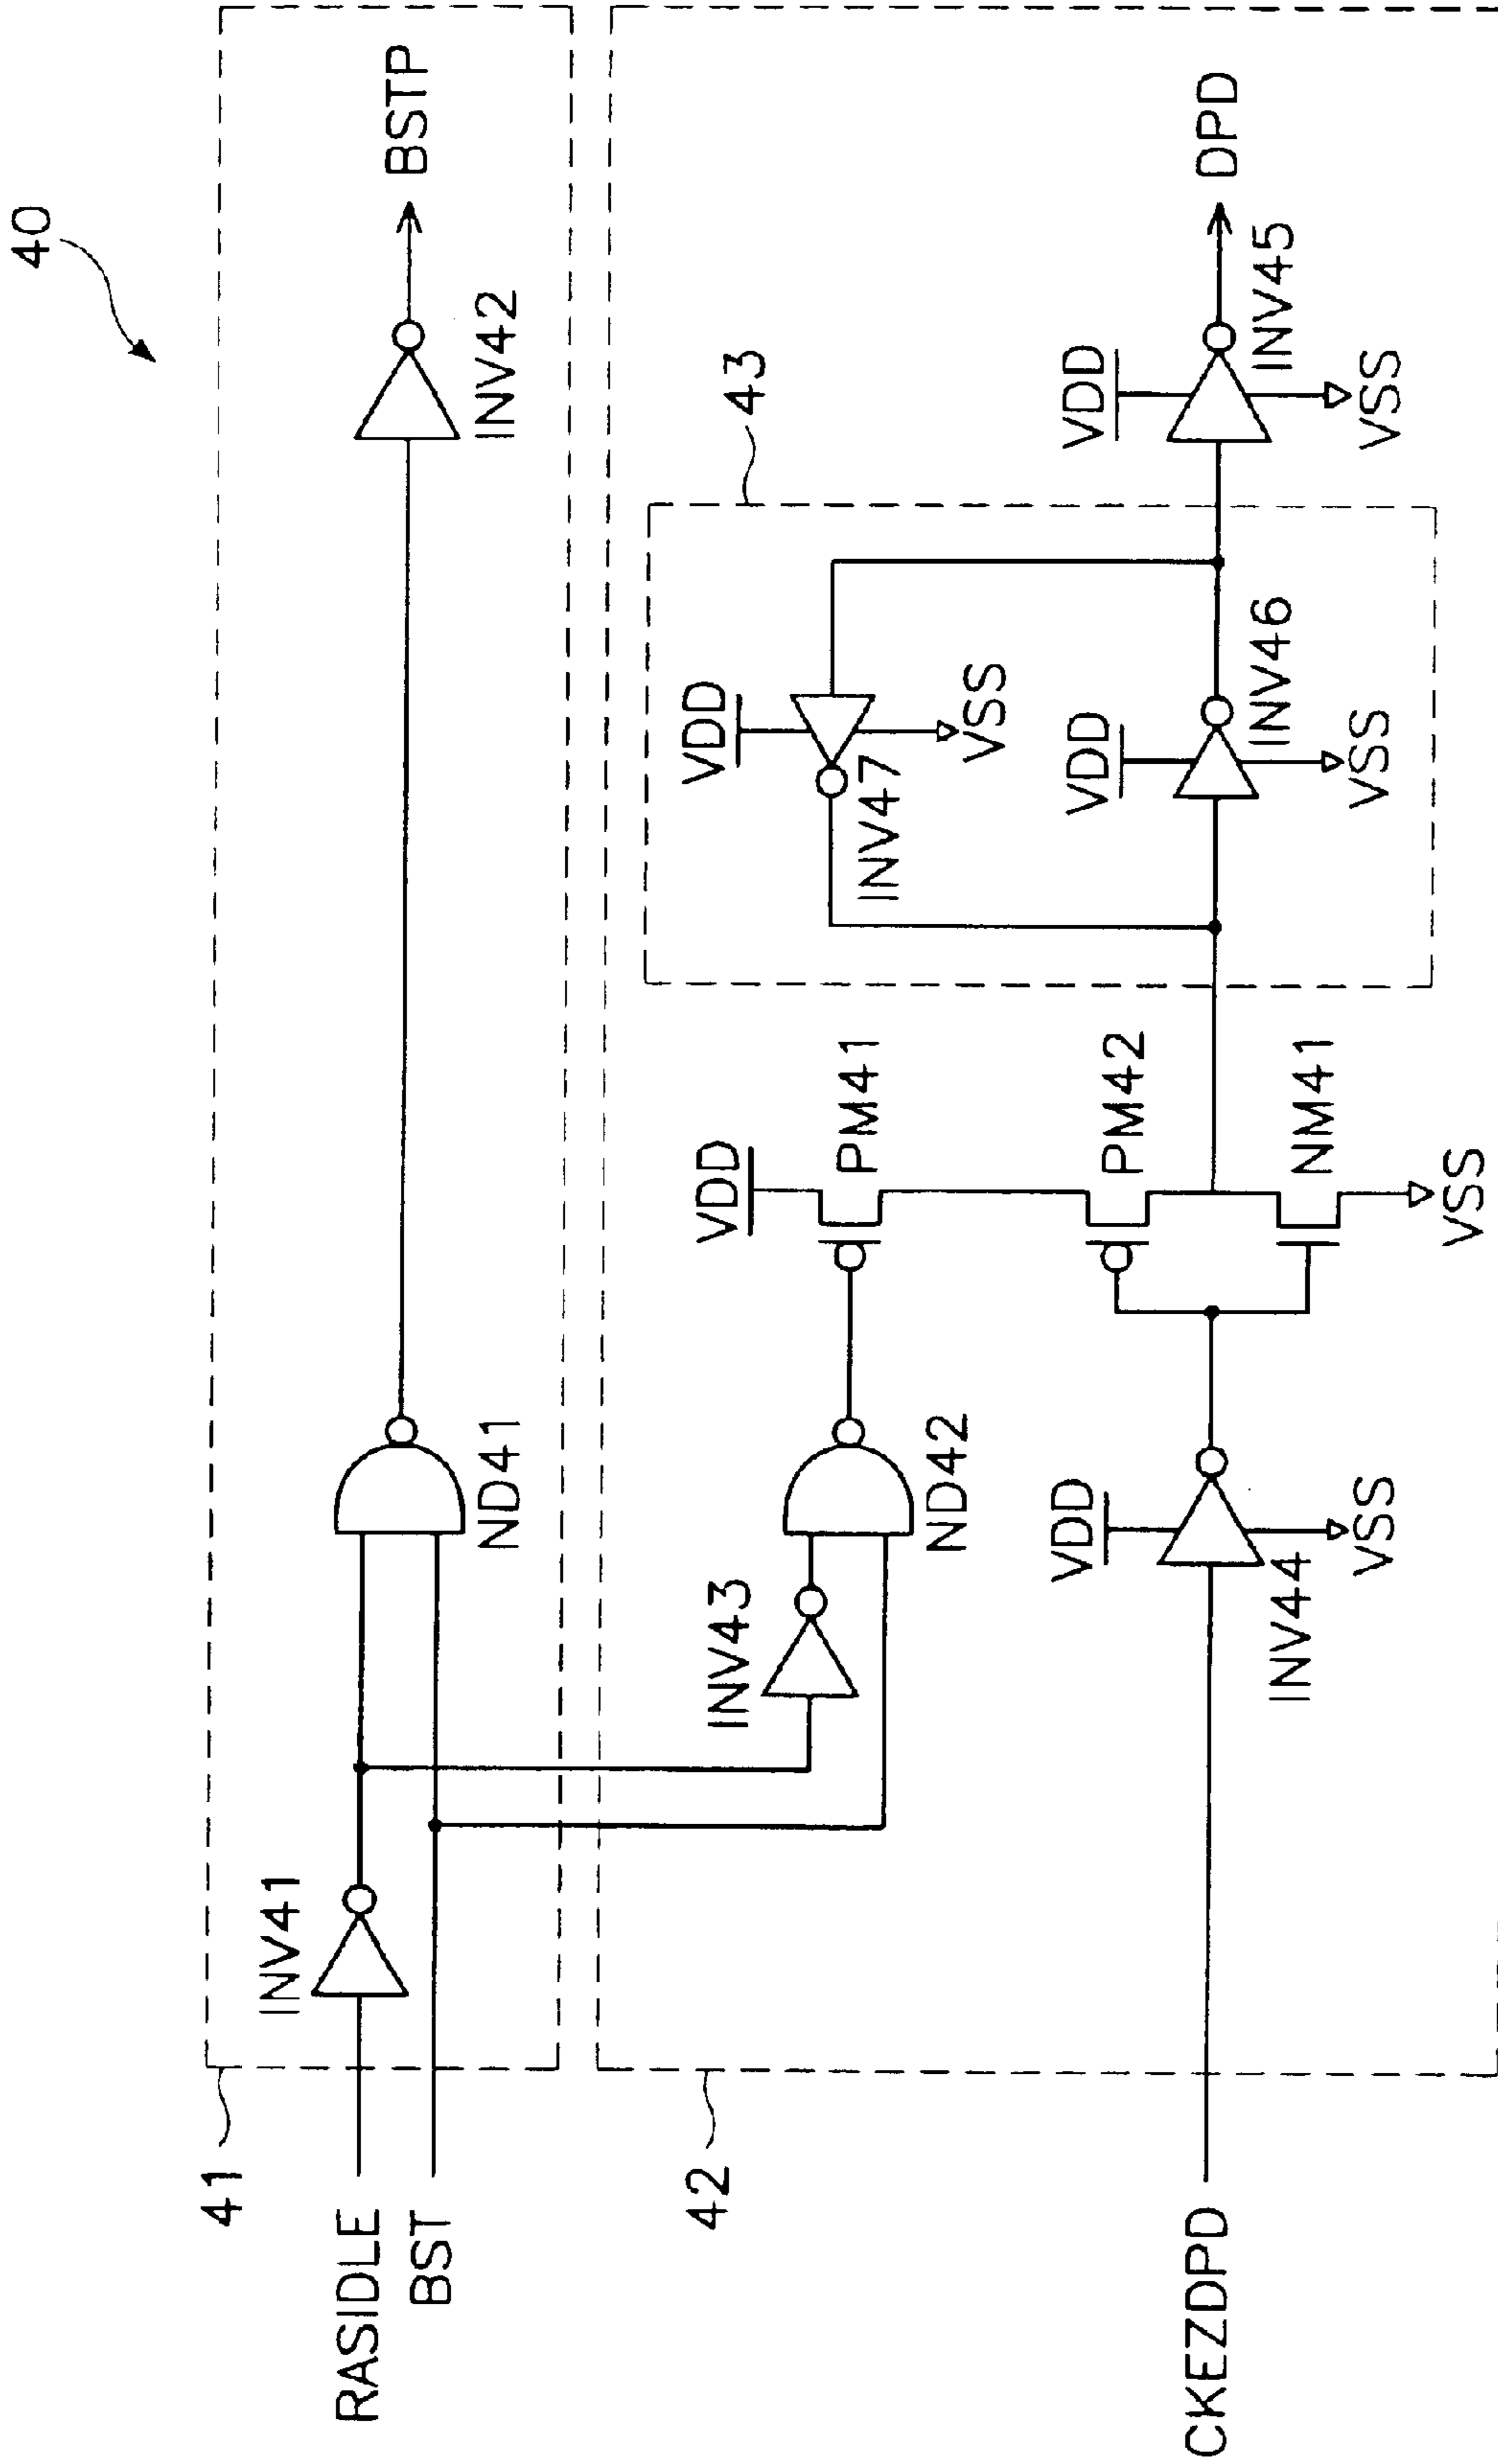 40
41
RASIDLE
BST
INV41
ND41
INV42
BSTP
42
INV43
ND42
VDD
PM41
PM42
NM41
VSS
43
VDD
INV47
VSS
VDD
INV46
VSS
CKEZDPD
VDD
INV44
VSS
VDD
INV45
VSS
DPD